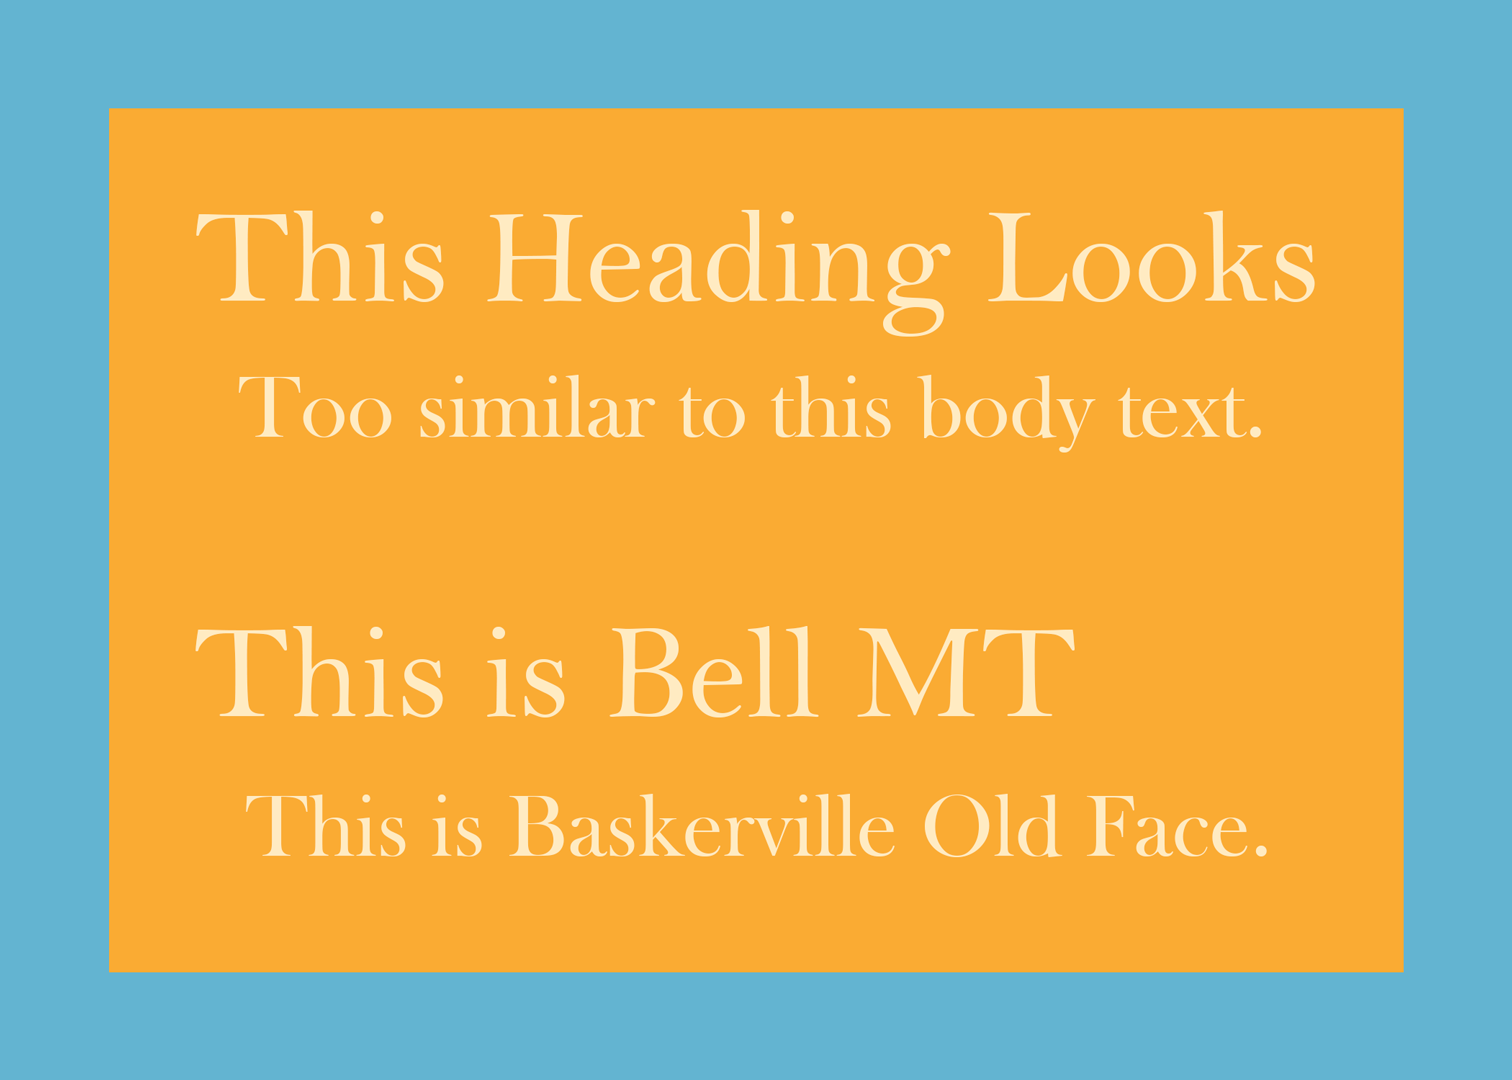 This Heading Looks
Too similar to this body text.
This is Bell MT
This is Baskerville Old Face.